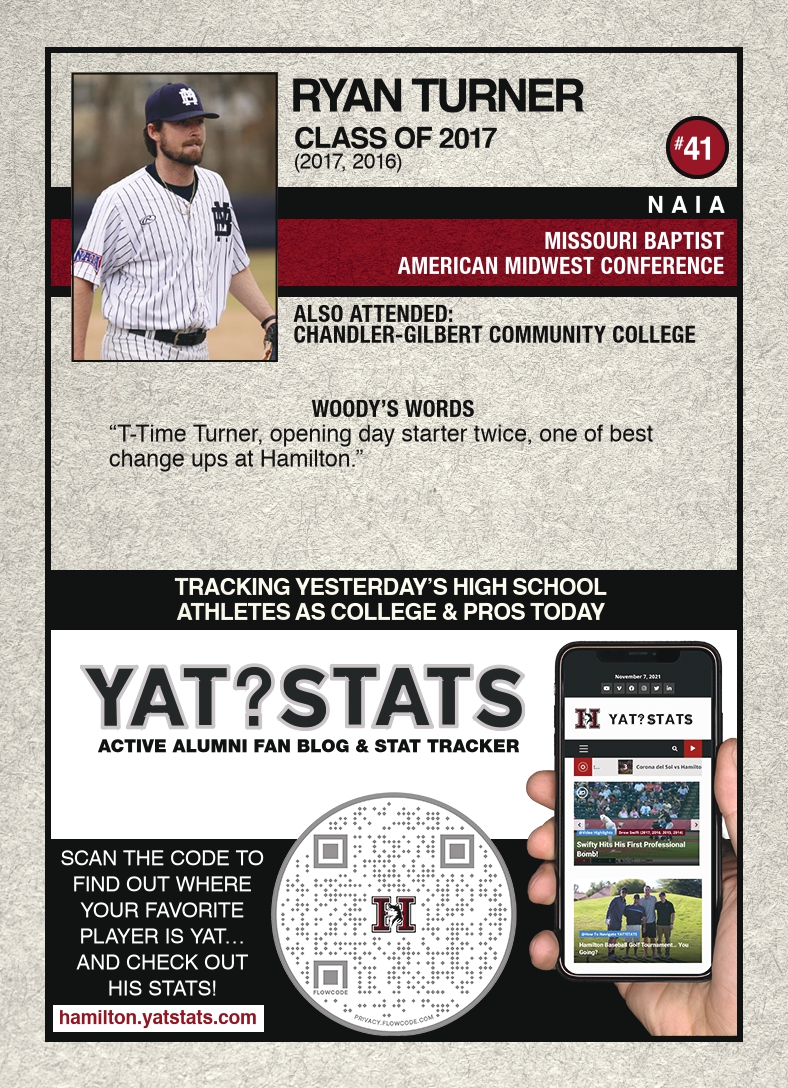 RYAN TURNER
CLASS OF 2017
(2017, 2016)
#41
NAIA
MISSOURI BAPTIST
AMERICAN MIDWEST CONFERENCE
NAIA
ALSO ATTENDED:
CHANDLER-GILBERT COMMUNITY COLLEGE
WOODY'S WORDS
“T-Time Turner, opening day starter twice, one of best
change ups at Hamilton.”
TRACKING YESTERDAY'S HIGH SCHOOL
ATHLETES AS COLLEGE & PROS TODAY
YAT?STATS
ACTIVE ALUMNI FAN BLOG & STAT TRACKER
November 7, 2021
H YAT?STATS
Corona del Sol vs Hamilto
@Video Highlights Drew Swift (2017, 2016, 2015, 2014)
Swifty Hits His First Professional
Bomb!
@How To Navigate YAT?STATS
Hamilton Baseball Golf Tournament... You
Going?
SCAN THE CODE TO
FIND OUT WHERE
YOUR FAVORITE
PLAYER IS YAT...
AND CHECK OUT
HIS STATS!
hamilton.yatstats.com
H
FLOWCODE
PRIVACY.FLOWCODE.COM